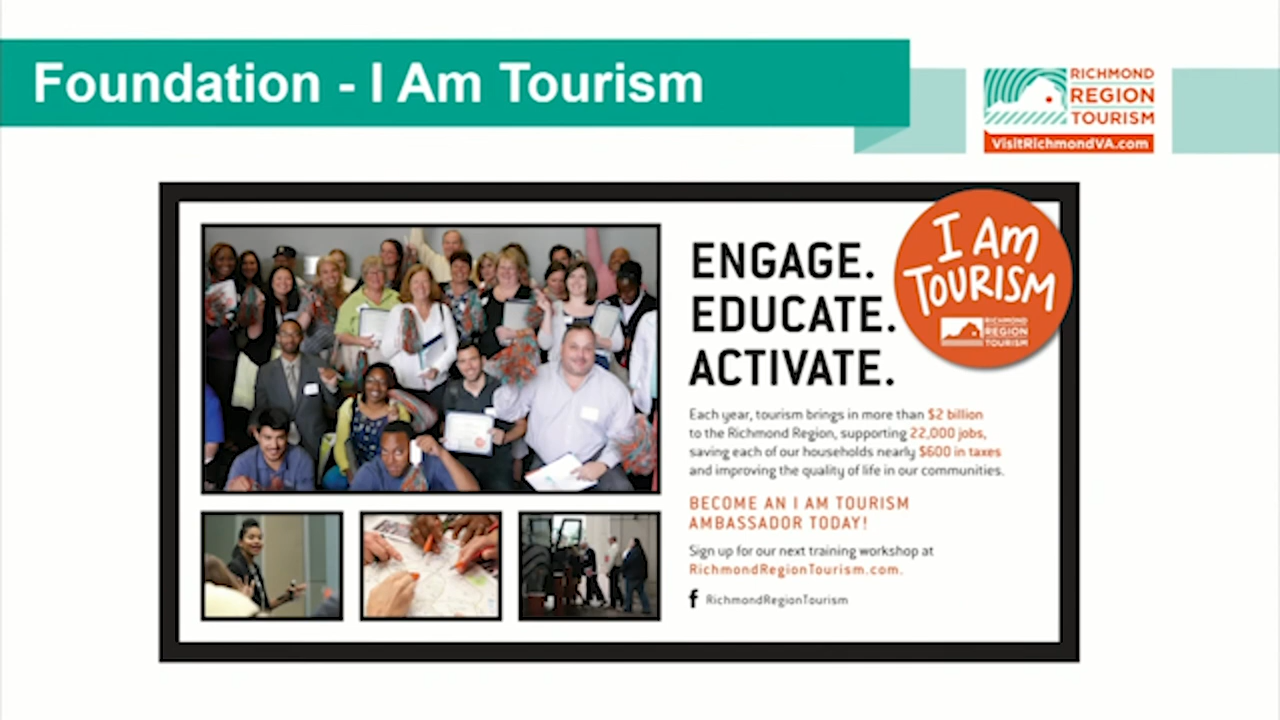 Foundation - I Am Tourism
RICHMOND
REGION
TOURISM
VisitRichmondVA.com
I AM
TOURISM
RICHMOND
REGION
TOURISM
ENGAGE.
EDUCATE.
ACTIVATE.
Each year, tourism brings in more than $2 billion
to the Richmond Region, supporting 22,000 jobs,
saving each of our households nearly $600 in taxes
and improving the quality of life in our communities.
BECOME AN I AM TOURISM
AMBASSADOR TODAY!
Sign up for our next training workshop at
RichmondRegionTourism.com.
f RichmondRegionTourism